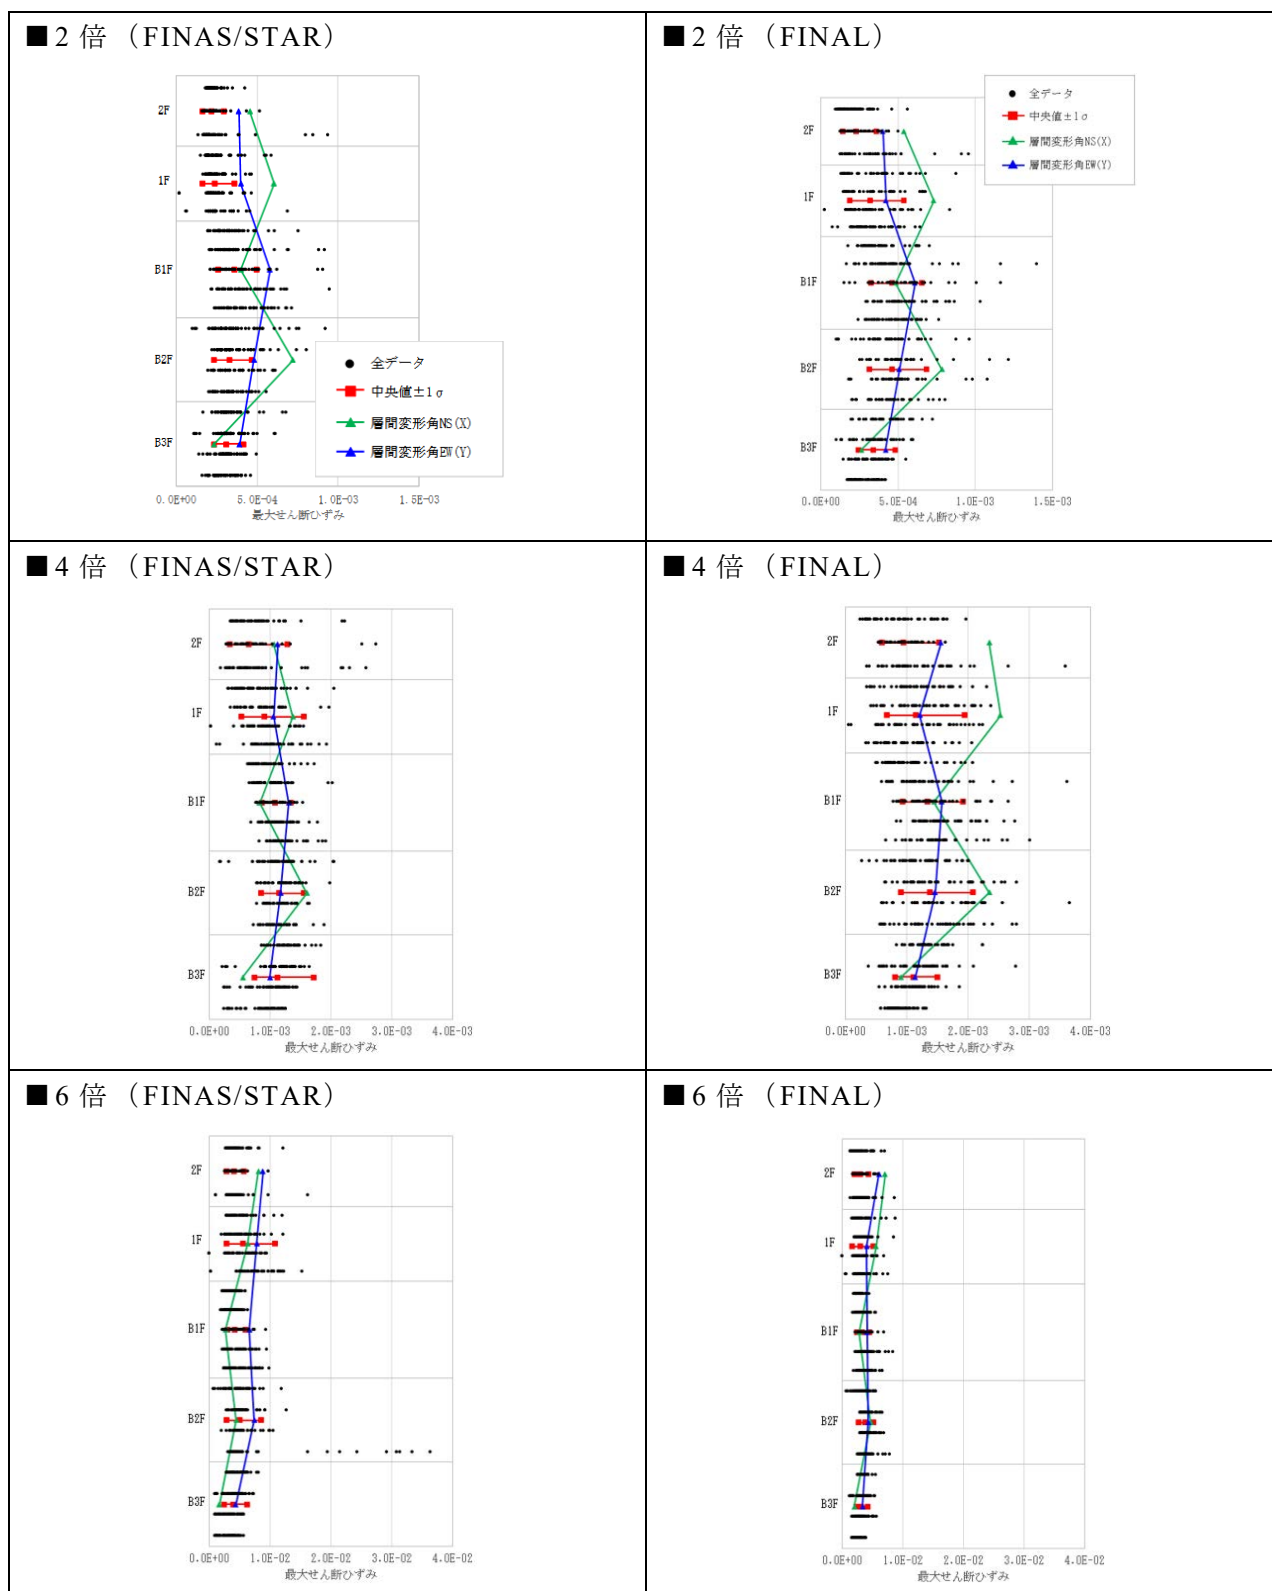 ■2 倍 （FINAS/STAR）
2F
1F
B1F
B2F
B3F
全データ
中央値±1σ
層間変形角NS(X)
層間変形角EW(Y)
0.0E+00 5.0E-04 1.0E-03 1.5E-03
最大せん断ひずみ
■2 倍 （FINAL）
全データ
中央値±1σ
層間変形角NS(X)
層間変形角EW(Y)
2F
1F
B1F
B2F
B3F
0.0E+00 5.0E-04 1.0E-03 1.5E-03
最大せん断ひずみ
■4 倍 （FINAS/STAR）
2F
1F
B1F
B2F
B3F
0.0E+00 1.0E-03 2.0E-03 3.0E-03 4.0E-03
最大せん断ひずみ
■4 倍 （FINAL）
2F
1F
B1F
B2F
B3F
0.0E+00 1.0E-03 2.0E-03 3.0E-03 4.0E-03
最大せん断ひずみ
■6 倍 （FINAS/STAR）
2F
1F
B1F
B2F
B3F
0.0E+00 1.0E-02 2.0E-02 3.0E-02 4.0E-02
最大せん断ひずみ
■6 倍 （FINAL）
2F
1F
B1F
B2F
B3F
0.0E+00 1.0E-02 2.0E-02 3.0E-02 4.0E-02
最大せん断ひずみ